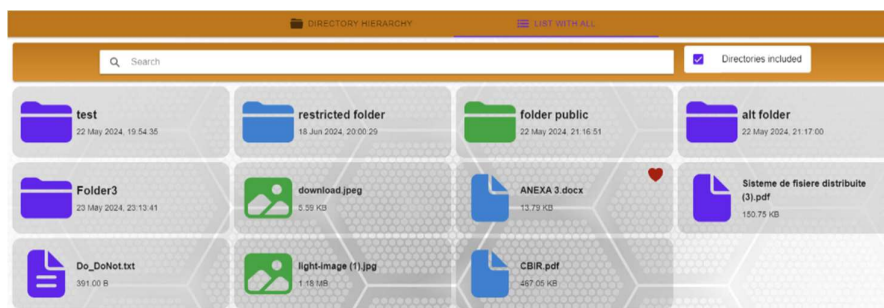 DIRECTORY HIERARCHY
LIST WITH ALL
Search
Directories included
test
22 May 2024, 19:54:35
restricted folder
18 Jun 2024, 20:00:29
folder public
22 May 2024, 21:16:51
alt folder
22 May 2024, 21:17:00
Folder3
23 May 2024, 23:13:41
download.jpeg
5.59 KB
ANEXA 3.docx
13.79 KB
Sisteme de fisiere distribuite
(3).pdf
150.75 KB
Do_DoNot.txt
391.00 B
light-image (1).jpg
1.18 MB
CBIR.pdf
467.05 KB